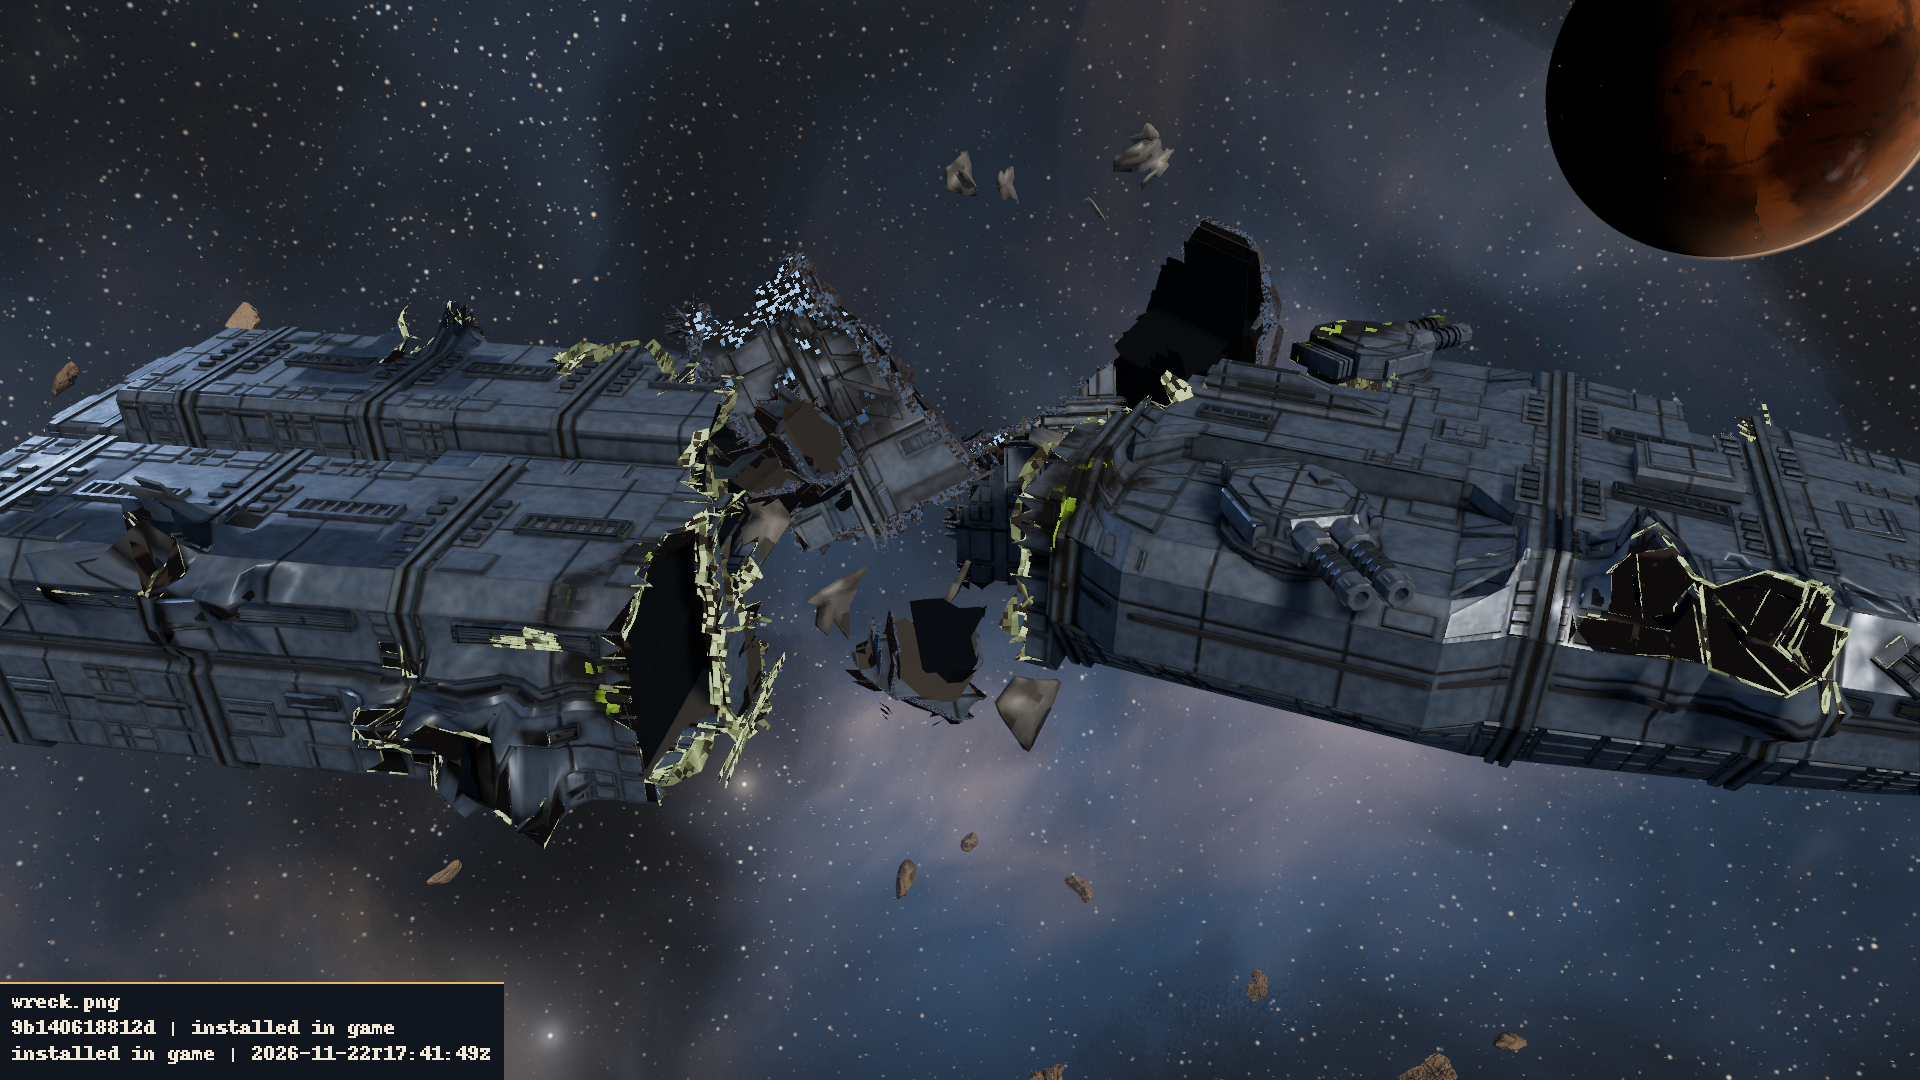 wreck.png
9b140618812d | installed in game
installed in game | 2026-11-22T17:41:49Z